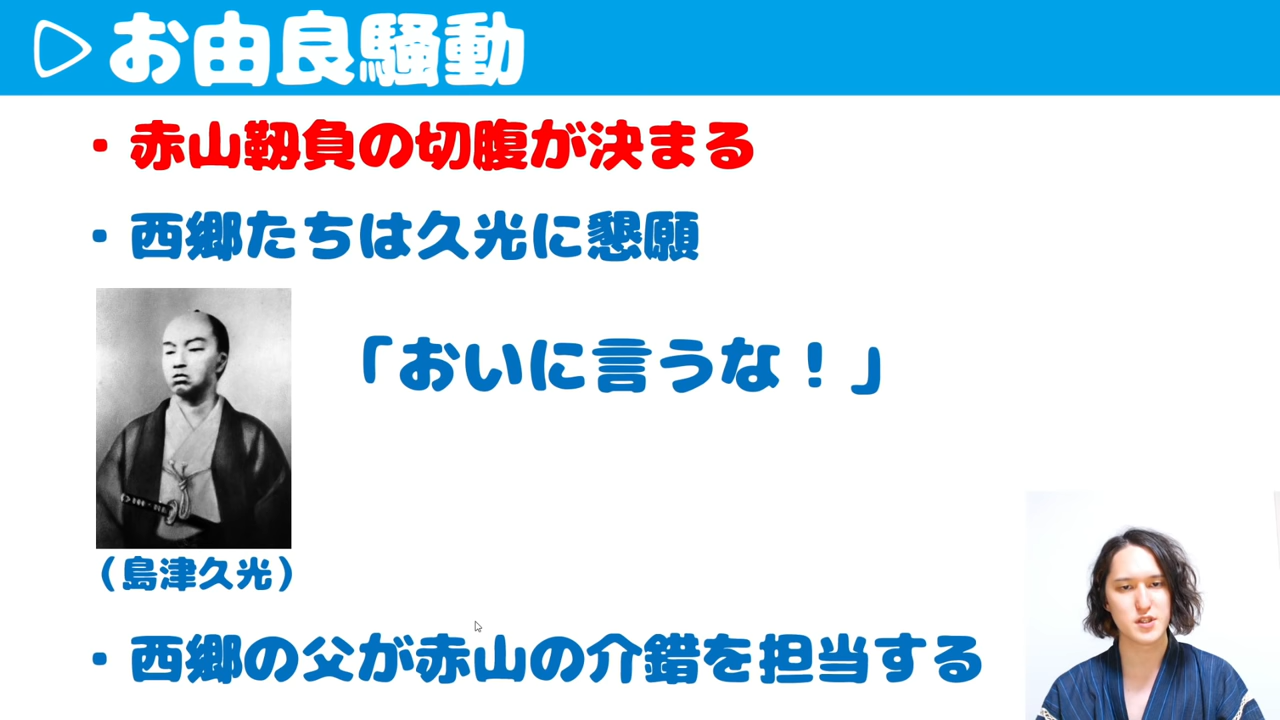 お由良騒動
・赤山靱負の切腹が決まる
・西郷たちは久光に懇願
「おいに言うな！」
（島津久光）
・西郷の父が赤山の介錯を担当する